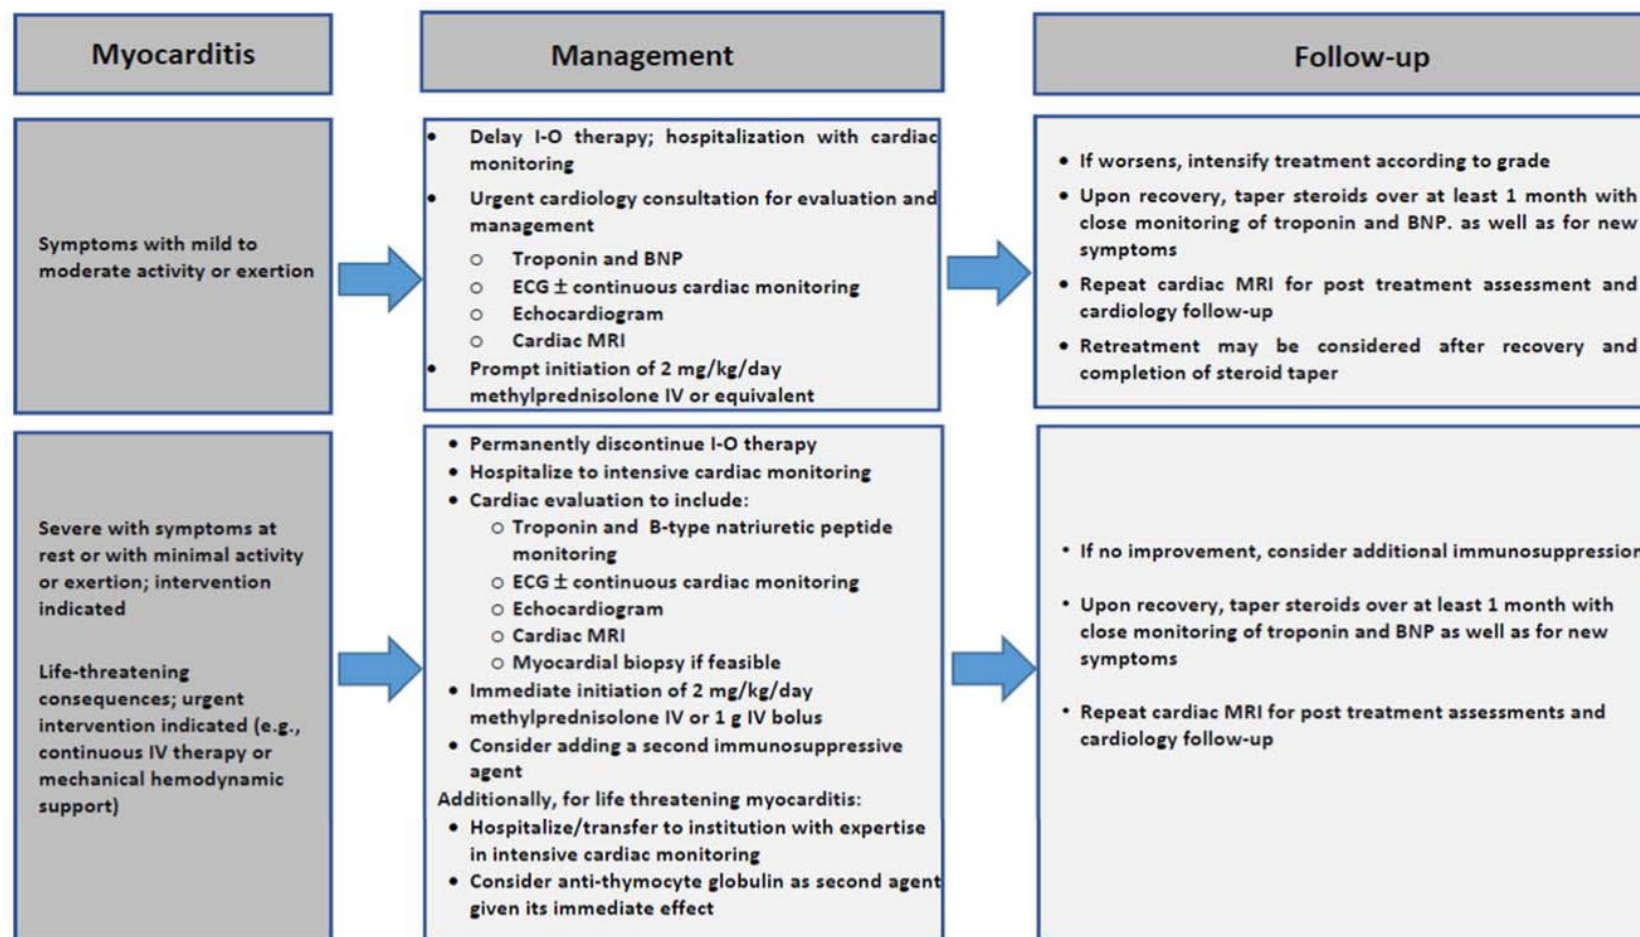 Myocarditis
Management
Follow-up
Symptoms with mild to
moderate activity or exertion
• Delay I-O therapy; hospitalization with cardiac
monitoring
• Urgent cardiology consultation for evaluation and
management
o Troponin and BNP
o ECG ± continuous cardiac monitoring
o Echocardiogram
o Cardiac MRI
• Prompt initiation of 2 mg/kg/day
methylprednisolone IV or equivalent
• If worsens, intensify treatment according to grade
• Upon recovery, taper steroids over at least 1 month with
close monitoring of troponin and BNP. as well as for new
symptoms
• Repeat cardiac MRI for post treatment assessment and
cardiology follow-up
• Retreatment may be considered after recovery and
completion of steroid taper
Severe with symptoms at
rest or with minimal activity
or exertion; intervention
indicated
Life-threatening
consequences; urgent
intervention indicated (e.g.,
continuous IV therapy or
mechanical hemodynamic
support)
• Permanently discontinue I-O therapy
• Hospitalize to intensive cardiac monitoring
• Cardiac evaluation to include:
o Troponin and B-type natriuretic peptide
monitoring
o ECG ± continuous cardiac monitoring
o Echocardiogram
o Cardiac MRI
o Myocardial biopsy if feasible
• Immediate initiation of 2 mg/kg/day
methylprednisolone IV or 1 g IV bolus
• Consider adding a second immunosuppressive
agent
Additionally, for life threatening myocarditis:
• Hospitalize/transfer to institution with expertise
in intensive cardiac monitoring
• Consider anti-thymocyte globulin as second agent
given its immediate effect
• If no improvement, consider additional immunosuppression
• Upon recovery, taper steroids over at least 1 month with
close monitoring of troponin and BNP as well as for new
symptoms
• Repeat cardiac MRI for post treatment assessments and
cardiology follow-up